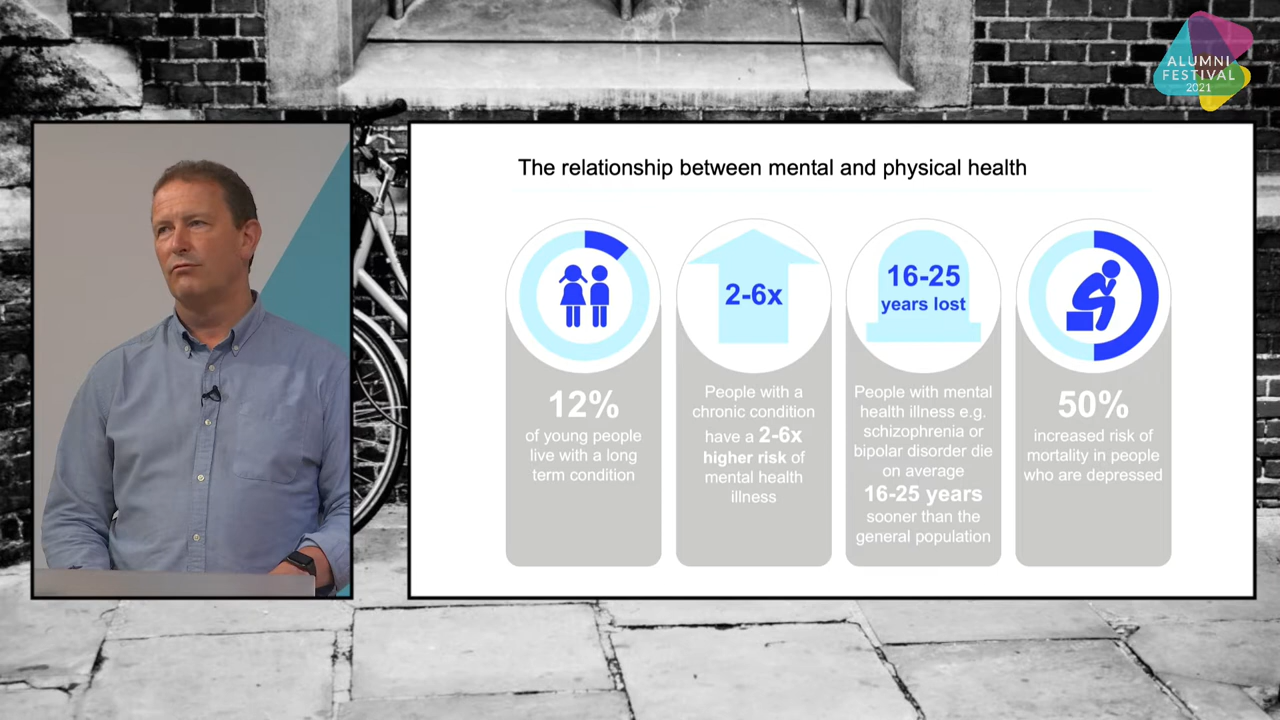 ALUMNI
FESTIVAL
2021
The relationship between mental and physical health
12%
of young people
live with a long
term condition
2-6x
People with a
chronic condition
have a 2-6x
higher risk of
mental health
illness
16-25
years lost
People with mental
health illness e.g.
schizophrenia or
bipolar disorder die
on average
16-25 years
sooner than the
general population
50%
increased risk of
mortality in people
who are depressed